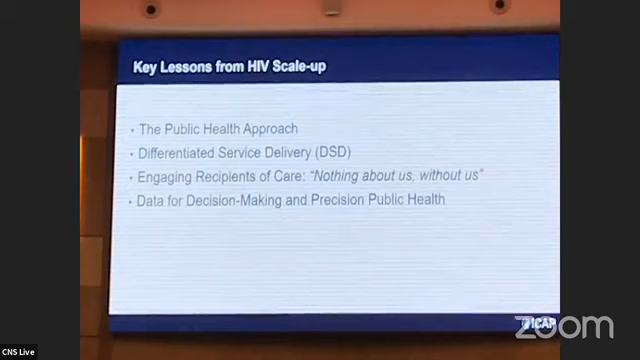 Key Lessons from HIV Scale-up
• The Public Health Approach
• Differentiated Service Delivery (DSD)
• Engaging Recipients of Care: “Nothing about us, without us”
• Data for Decision-Making and Precision Public Health
ICAP
zoom
CNS Live